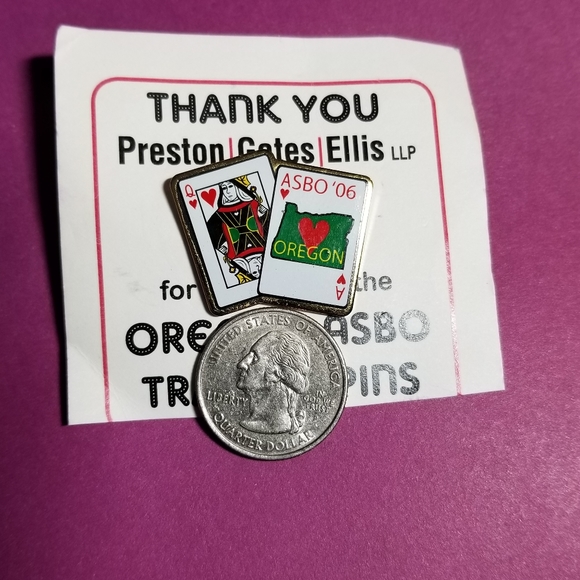 THANK YOU
Preston|Gates|Ellis LLP
Q
ASBO '06
OREGON
A
for the
ORE ASBO
TR PINS
UNITED STATES OF AMERICA
LIBERTY
IN GOD WE TRUST
QUARTER DOLLAR